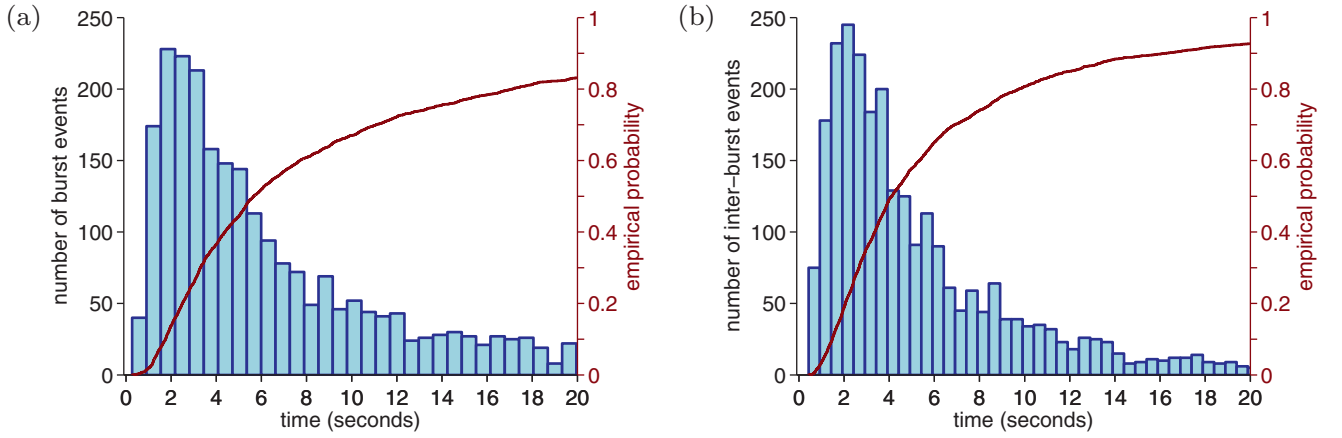 (a)
number of burst events
250
200
150
100
50
0
0 2 4 6 8 10 12 14 16 18 20
time (seconds)
1
0.8
0.6
0.4
0.2
0
empirical probability
(b)
number of inter−burst events
250
200
150
100
50
0
0 2 4 6 8 10 12 14 16 18 20
time (seconds)
1
0.8
0.6
0.4
0.2
0
empirical probability